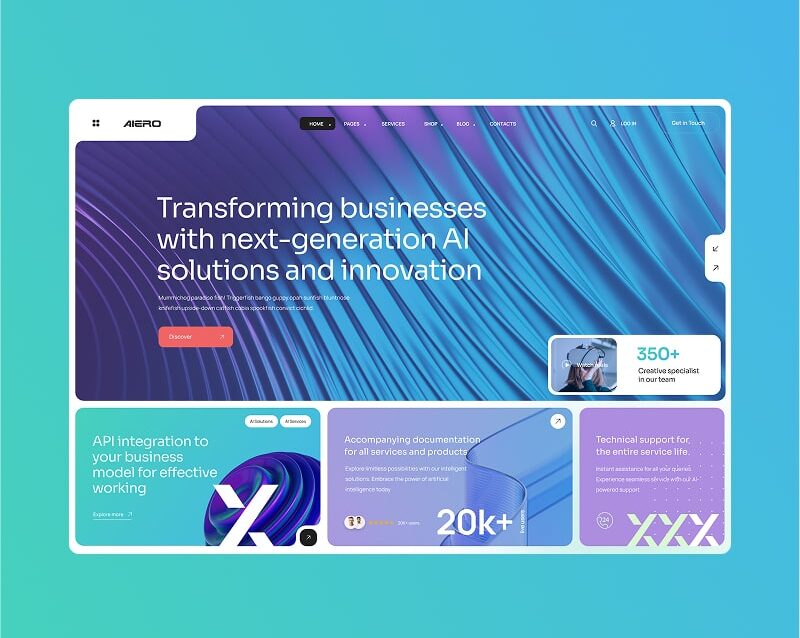 AIERO
HOME
PAGES
SERVICES
SHOP
BLOG
CONTACTS
LOG IN
Get in Touch
Transforming businesses
with next-generation AI
solutions and innovation
Mummichog paradise fish! Triggerfish bango guppy opah sunfish bluntnose
knifefish upside-down catfish cobia spookfish convict cichlid.
Discover
Watch reels
350+
Creative specialist
in our team
AI Solutions
AI Services
API integration to
your business
model for effective
working
Explore more
Accompanying documentation
for all services and products
Explore limitless possibilities with our intelligent
solutions. Embrace the power of artificial
intelligence today
20k+ users
20k+
live users
Technical support for,
the entire service life.
Instant assistance for all your queries.
Experience seamless service with our AI-
powered support.
7/24